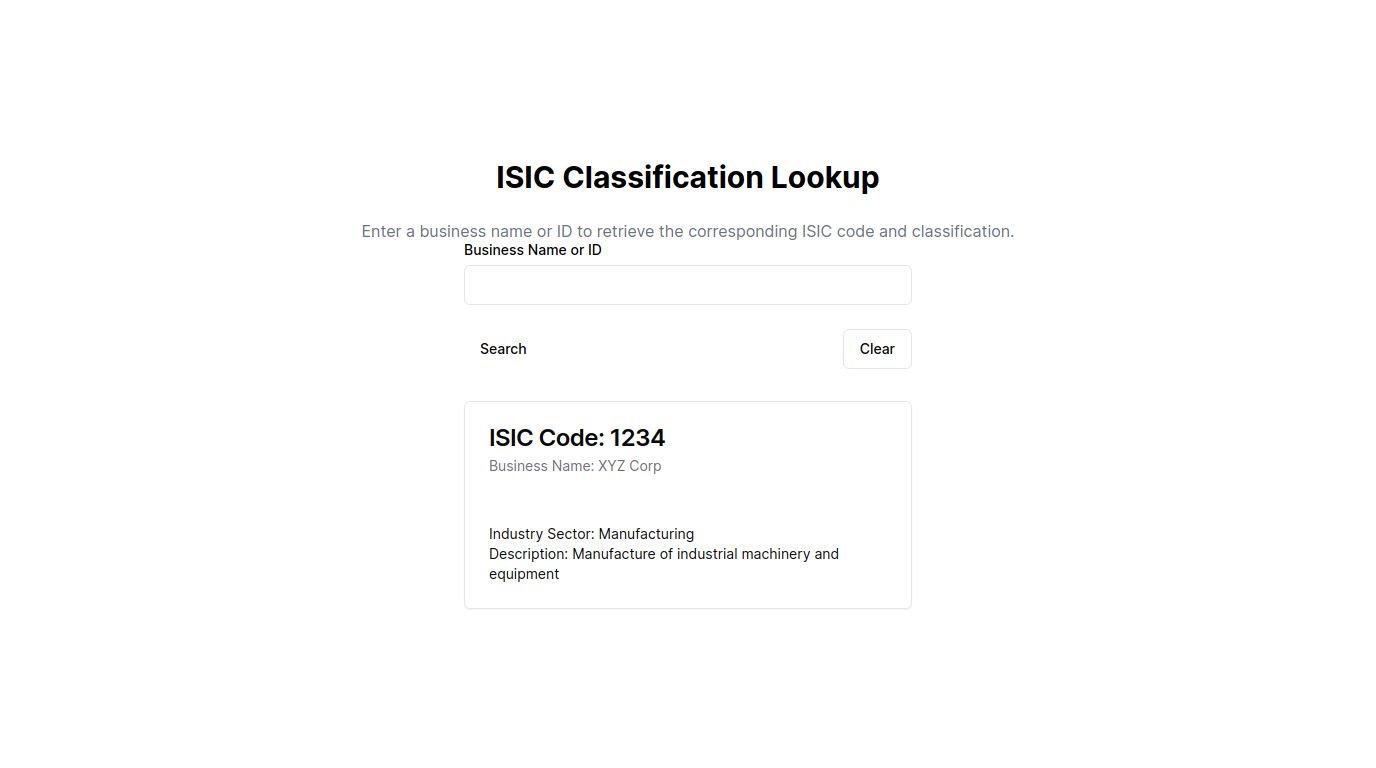 ISIC Classification Lookup
Enter a business name or ID to retrieve the corresponding ISIC code and classification.
Business Name or ID
Search
Clear
ISIC Code: 1234
Business Name: XYZ Corp
Industry Sector: Manufacturing
Description: Manufacture of industrial machinery and
equipment